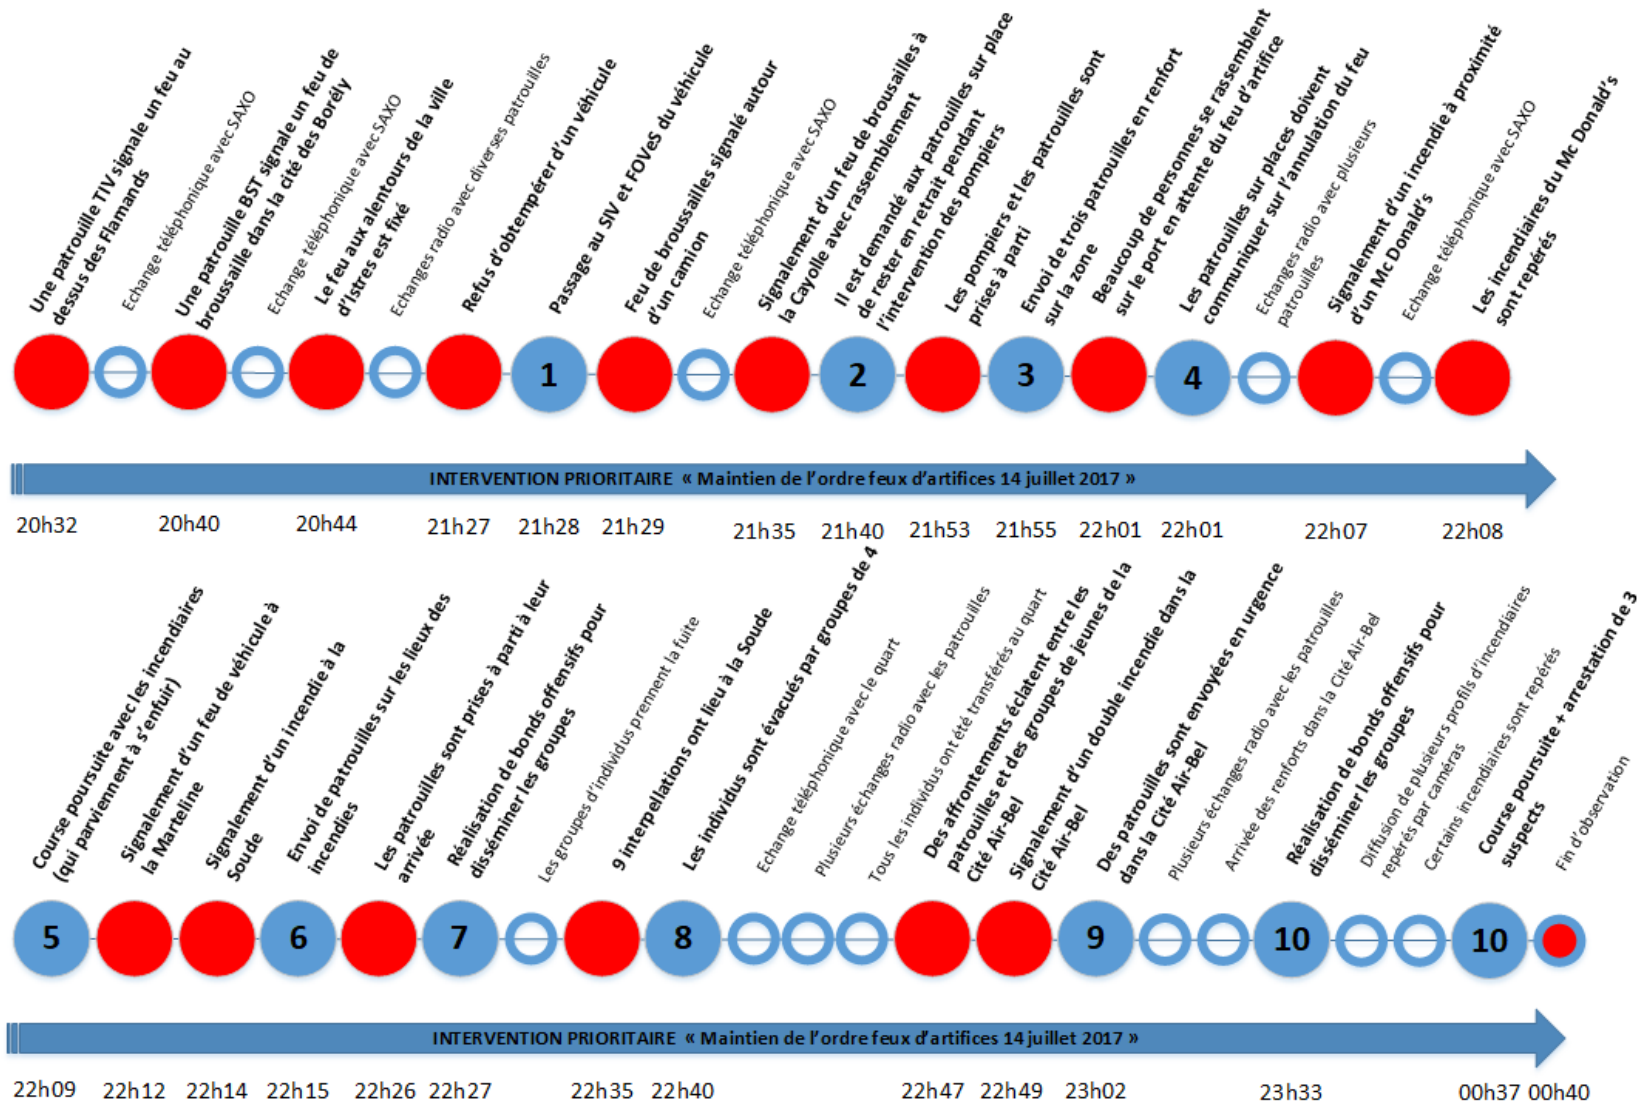 Une patrouille TIV signale un feu au
dessus des Flamands
Echange téléphonique avec SAXO
Une patrouille BST signale un feu de
broussaille dans la cité des Borély
Echange téléphonique avec SAXO
Le feu aux alentours de la ville
d'Istres est fixé
Echanges radio avec diverses patrouilles
Refus d'obtempérer d'un véhicule
Passage au SIV et FOVeS du véhicule
Feu de broussailles signalé autour
d'un camion
Echange téléphonique avec SAXO
Signalement d'un feu de brousailles à
la Cayolle avec rassemblement
Il est demandé aux patrouilles sur place
de rester en retrait pendant
l'intervention des pompiers
Les pompiers et les patrouilles sont
prises à parti
Envoi de trois patrouilles en renfort
sur la zone
Beaucoup de personnes se rassemblent
sur le port en attente du feu d'artifice
Les patrouilles sur places doivent
communiquer sur l'annulation du feu
Echanges radio avec plusieurs
patrouilles
Signalement d'un incendie à proximité
d'un Mc Donald's
Echange téléphonique avec SAXO
Les incendiaires du Mc Donald's
sont repérés
1
2
3
4
INTERVENTION PRIORITAIRE « Maintien de l'ordre feux d'artifices 14 juillet 2017 »
20h32
20h40
20h44
21h27
21h28
21h29
21h35
21h40
21h53
21h55
22h01
22h01
22h07
22h08
Course poursuite avec les incendiaires
(qui parviennent à s'enfuir)
Signalement d'un feu de véhicule à
la Marteline
Signalement d'un incendie à la
Soude
Envoi de patrouilles sur les lieux des
incendies
Les patrouilles sont prises à parti à leur
arrivée
Réalisation de bonds offensifs pour
disséminer les groupes
Les groupes d'individus prennent la fuite
9 interpellations ont lieu à la Soude
Les individus sont évacués par groupes de 4
Echange téléphonique avec le quart
Plusieurs échanges radio avec les patrouilles
Tous les individus ont été transférés au quart
Des affrontements éclatent entre les
patrouilles et des groupes de jeunes de la
Cité Air-Bel
Signalement d'un double incendie dans la
Cité Air-Bel
Des patrouilles sont envoyées en urgence
dans la Cité Air-Bel
Plusieurs échanges radio avec les patrouilles
Arrivée des renforts dans la Cité Air-Bel
Réalisation de bonds offensifs pour
disséminer les groupes
Diffusion de plusieurs profils d'incendiaires
repérés par caméras
Certains incendiaires sont repérés
Course poursuite + arrestation de 3
suspects
Fin d'observation
5
6
7
8
9
10
10
INTERVENTION PRIORITAIRE « Maintien de l'ordre feux d'artifices 14 juillet 2017 »
22h09
22h12
22h14
22h15
22h26
22h27
22h35
22h40
22h47
22h49
23h02
23h33
00h37
00h40